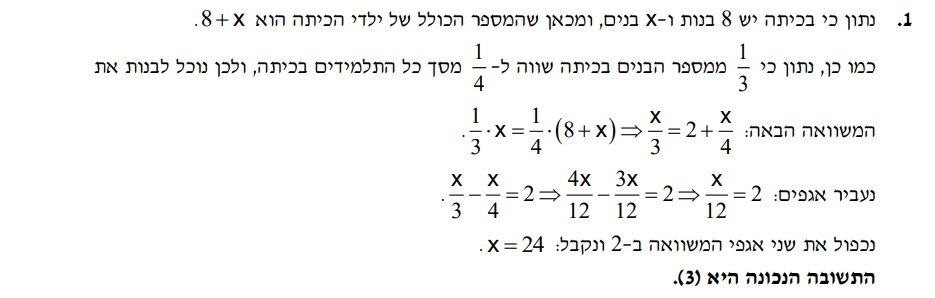 1. נתון כי בכיתה יש 8 בנות ו-x בנים, ומכאן שהמספר הכולל של ילדי הכיתה הוא 8+x.
כמו כן, נתון כי 1/3 ממספר הבנים בכיתה שווה ל- 1/4 מסך כל התלמידים בכיתה, ולכן נוכל לבנות את
המשוואה הבאה: 1/3·x = 1/4·(8+x) ⇒ x/3 = 2 + x/4.
נעביר אגפים: x/3 − x/4 = 2 ⇒ 4x/12 − 3x/12 = 2 ⇒ x/12 = 2.
נכפול את שני אגפי המשוואה ב-2 ונקבל: x = 24.
התשובה הנכונה היא (3).